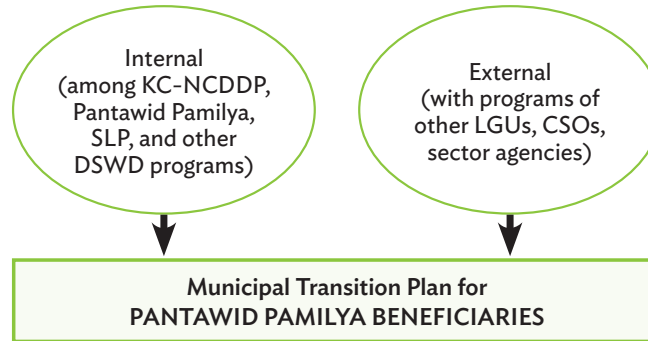 Internal
(among KC-NCDDP,
Pantawid Pamilya,
SLP, and other
DSWD programs)
External
(with programs of
other LGUs, CSOs,
sector agencies)
Municipal Transition Plan for
PANTAWID PAMILYA BENEFICIARIES